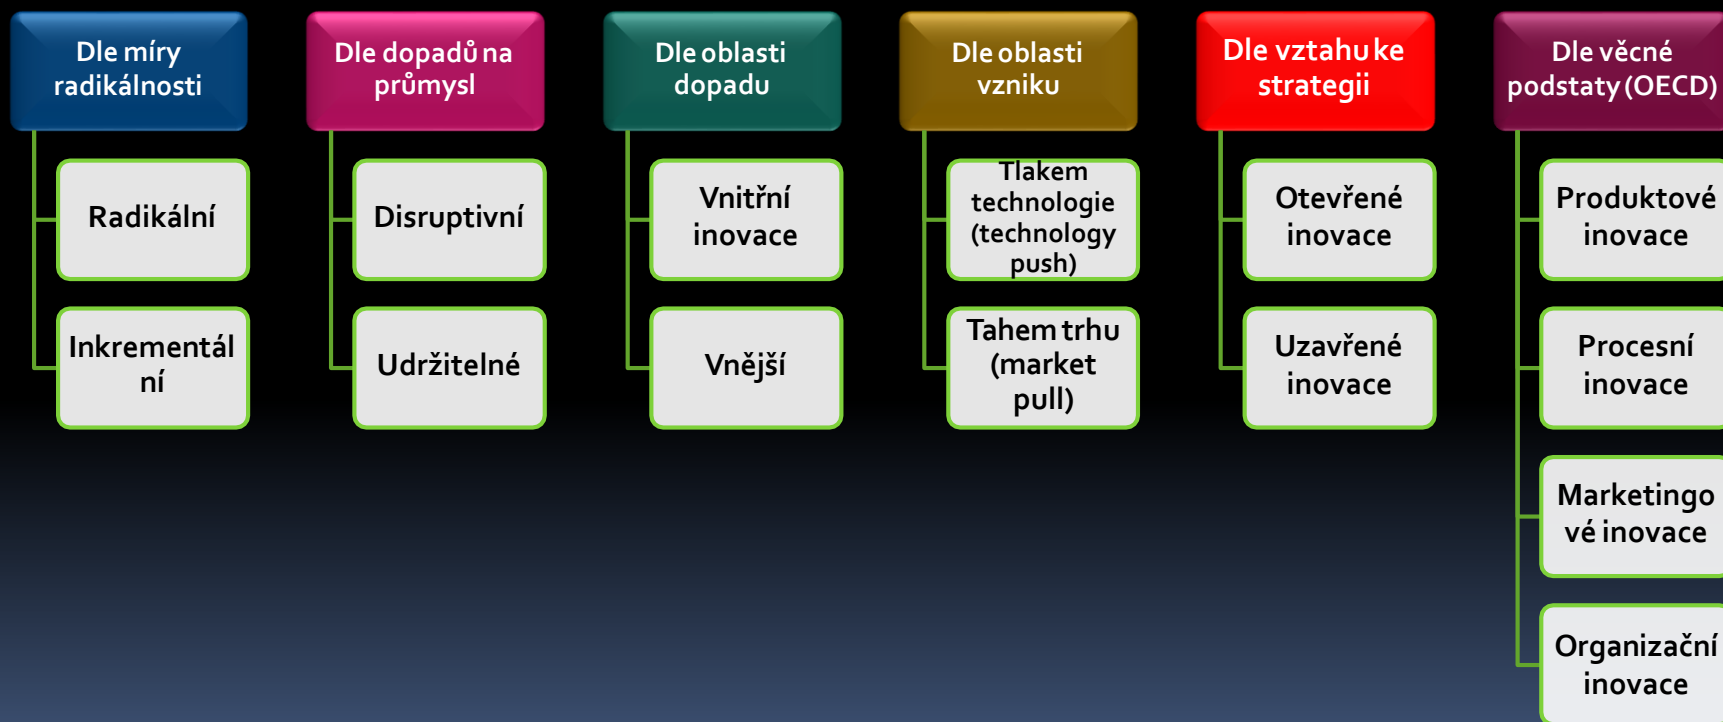 Dle míry
radikálnosti
Radikální
Inkrementál
ní
Dle dopadů na
průmysl
Disruptivní
Udržitelné
Dle oblasti
dopadu
Vnitřní
inovace
Vnější
Dle oblasti
vzniku
Tlakem
technologie
(technology
push)
Tahem trhu
(market
pull)
Dle vztahu ke
strategii
Otevřené
inovace
Uzavřené
inovace
Dle věcné
podstaty (OECD)
Produktové
inovace
Procesní
inovace
Marketingo
vé inovace
Organizační
inovace